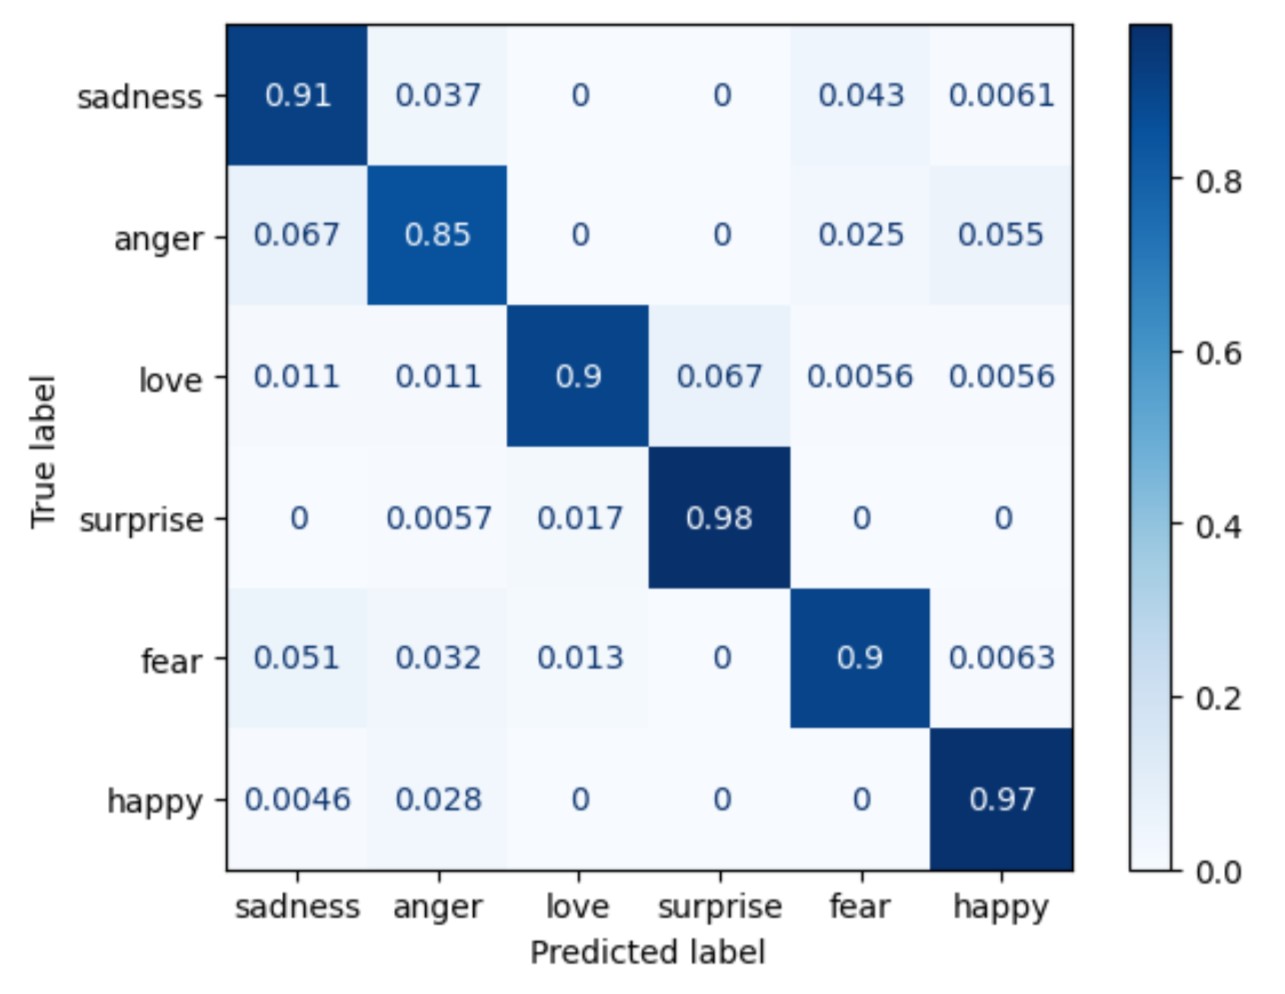 sadness 0.91 0.037 0 0 0.043 0.0061
anger 0.067 0.85 0 0 0.025 0.055
love 0.011 0.011 0.9 0.067 0.0056 0.0056
surprise 0 0.0057 0.017 0.98 0 0
fear 0.051 0.032 0.013 0 0.9 0.0063
happy 0.0046 0.028 0 0 0 0.97
sadness anger love surprise fear happy
Predicted label
True label
0.8
0.6
0.4
0.2
0.0